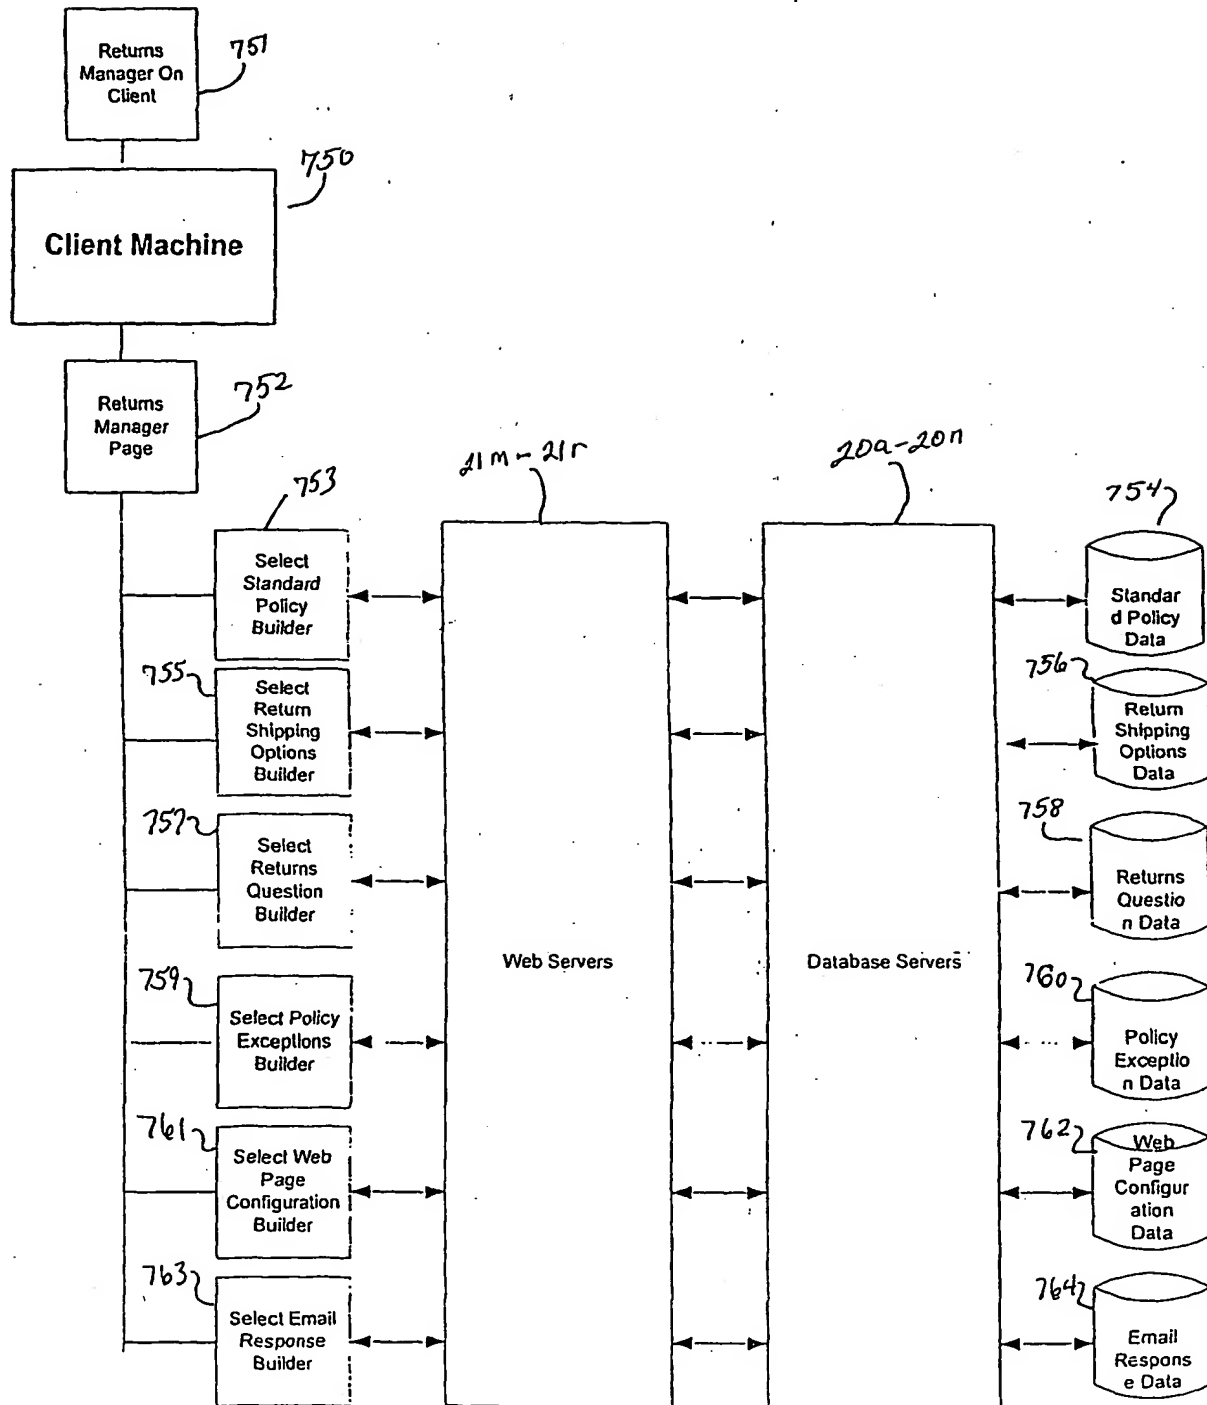 Returns
Manager On
Client
751
750
Client Machine
Returns
Manager
Page
752
21m-21r
20a-20n
753
Select
Standard
Policy
Builder
754
Standar
d Policy
Data
755
Select
Return
Shipping
Options
Builder
756
Return
Shipping
Options
Data
757
Select
Returns
Question
Builder
758
Returns
Questio
n Data
Web Servers
Database Servers
759
Select Policy
Exceptions
Builder
760
Policy
Exceptio
n Data
761
Select Web
Page
Configuration
Builder
762
Web
Page
Configur
ation
Data
763
Select Email
Response
Builder
764
Email
Respons
e Data